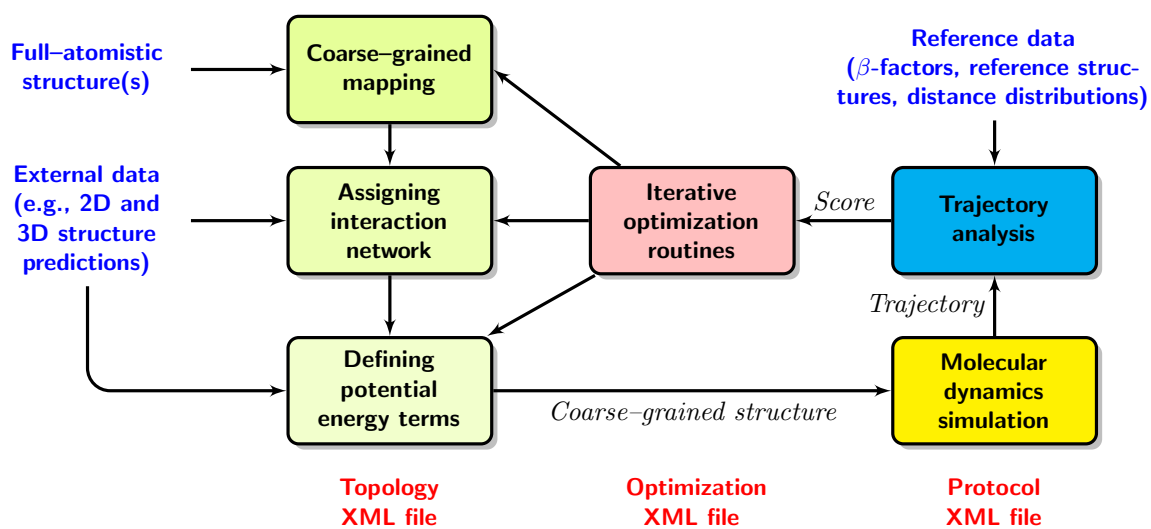 Full–atomistic
structure(s)
Coarse–grained
mapping
Reference data
(β-factors, reference struc-
tures, distance distributions)
External data
(e.g., 2D and
3D structure
predictions)
Assigning
interaction
network
Iterative
optimization
routines
Score
Trajectory
analysis
Trajectory
Defining
potential
energy terms
Coarse–grained structure
Molecular
dynamics
simulation
Topology
XML file
Optimization
XML file
Protocol
XML file